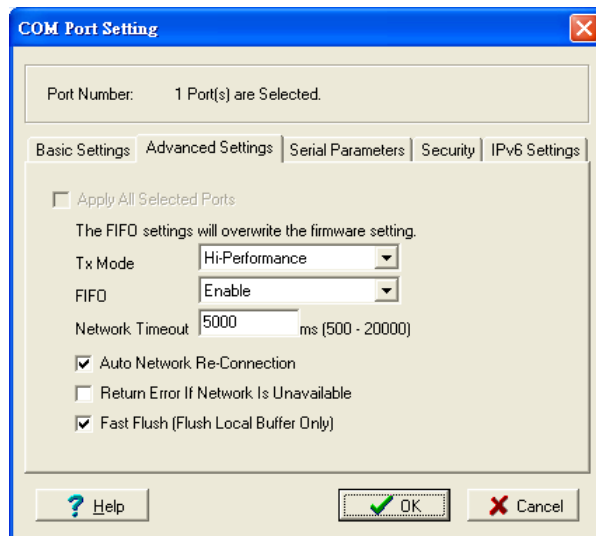 COM Port Setting
Port Number: 1 Port(s) are Selected.
Basic Settings Advanced Settings Serial Parameters Security IPv6 Settings
Apply All Selected Ports
The FIFO settings will overwrite the firmware setting.
Tx Mode Hi-Performance
FIFO Enable
Network Timeout 5000 ms (500 - 20000)
Auto Network Re-Connection
Return Error If Network Is Unavailable
Fast Flush (Flush Local Buffer Only)
? Help OK Cancel